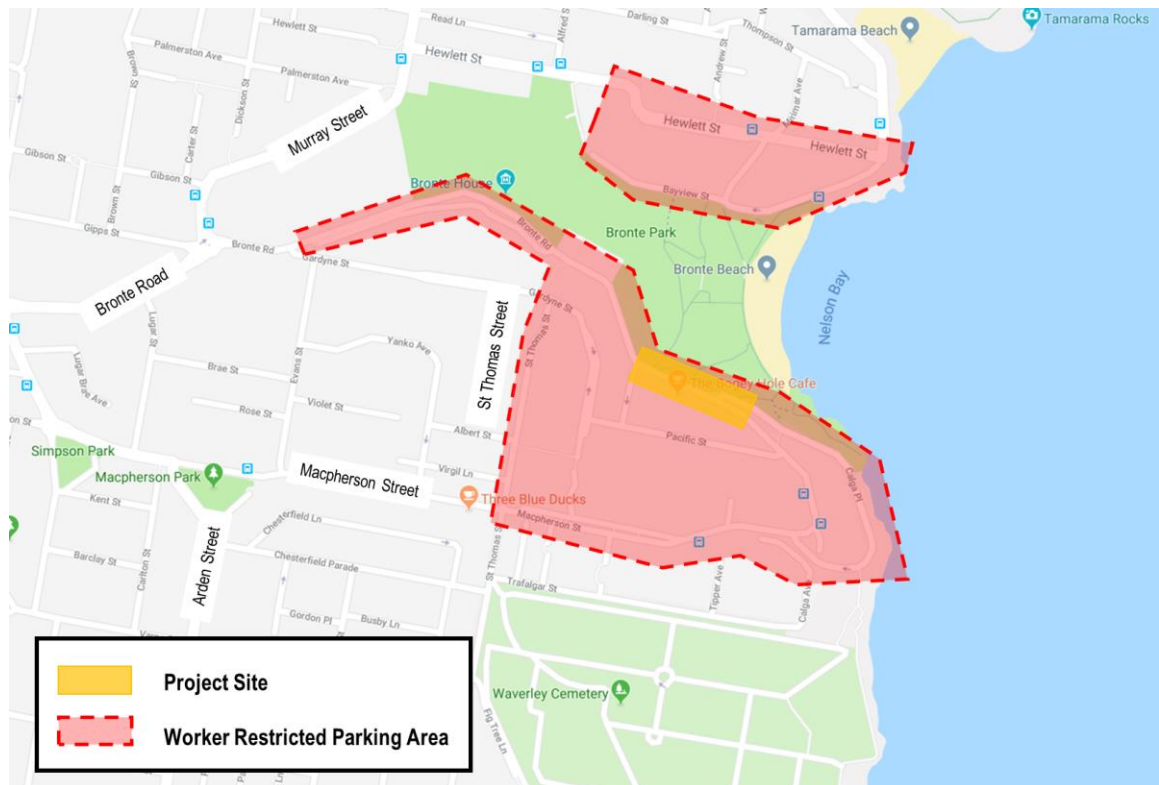 Tamarama Rocks
Tamarama Beach
Darling St
Thompson St
Read Ln
Alfred St
Andrew St
Hewlett St
Hewlett St
Palmerston Ave
Palmerston Ave
Brown St
Dickson St
Murray Street
Hewlett St
Hewlett St
Carter St
Gibson St
Gibson St
Brown St
Bronte House
Bayview St
Gipps St
Bronte Rd
Bronte Rd
Bronte Park
Gardyne St
Bronte Beach
Nelson Bay
Bronte Road
Gardyne St
St Thomas Street
St Thomas St
Lugar St
Yanko Ave
Evans St
Lugar Brae Ave
Brae St
Violet St
Rose St
Albert St
Pacific St
Simpson Park
Virgil Ln
Macpherson Park
Macpherson Street
Calga Pl
Three Blue Ducks
Kent St
Macpherson St
Chesterfield Ln
Barclay St
Carlton St
Arden Street
Chesterfield Parade
St Thomas St
Trafalgar St
Tipper Ave
Calga Ave
Gordon Pl
Busby Ln
Waverley Cemetery
Fig Tree Ln
Project Site
Worker Restricted Parking Area